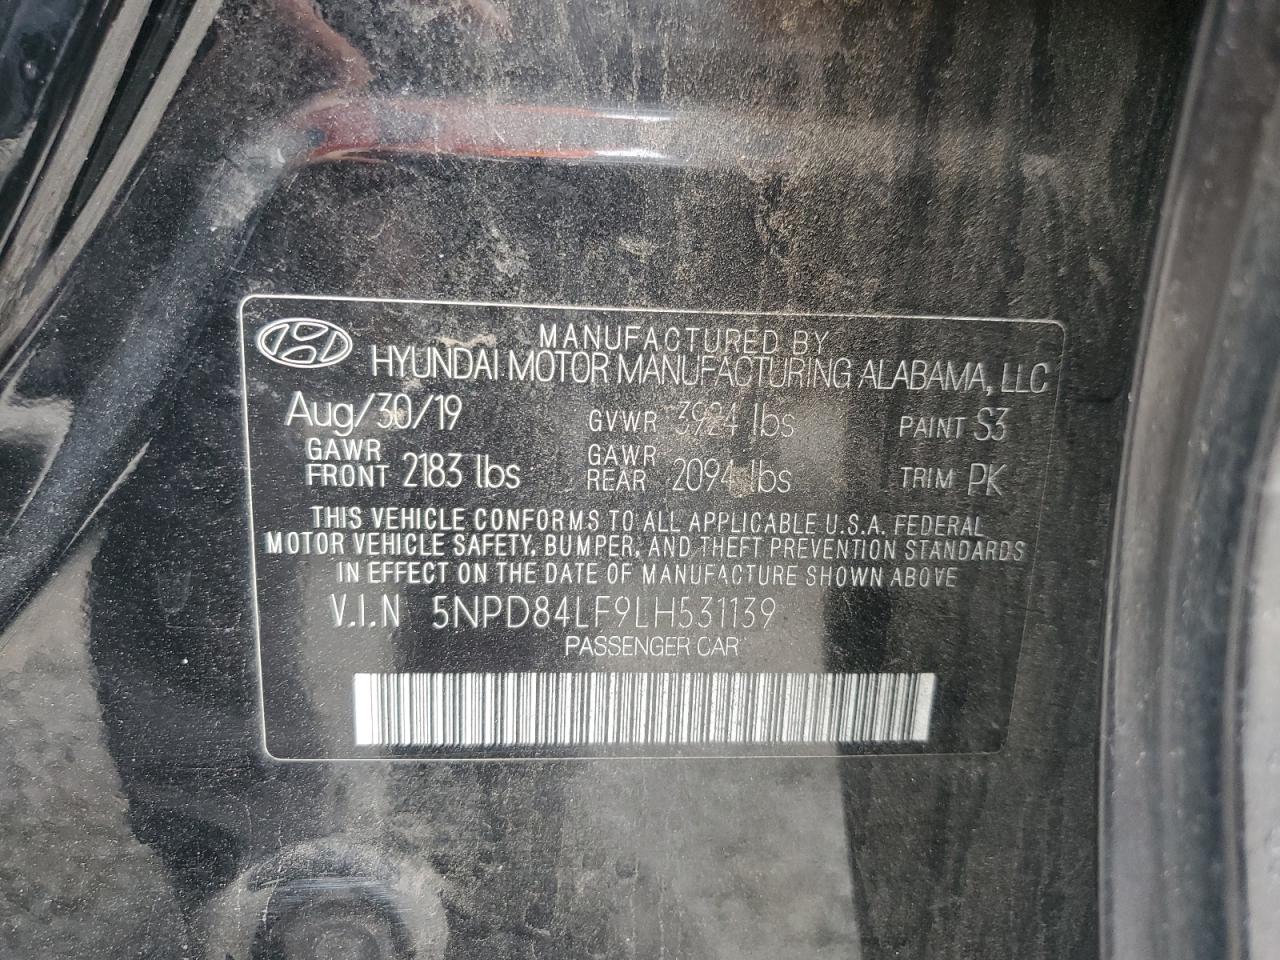 MANUFACTURED BY
HYUNDAI MOTOR MANUFACTURING ALABAMA, LLC
Aug/30/19 GVWR 3924 lbs PAINT S3
GAWR FRONT 2183 lbs GAWR REAR 2094 lbs TRIM PK
THIS VEHICLE CONFORMS TO ALL APPLICABLE U.S.A. FEDERAL
MOTOR VEHICLE SAFETY, BUMPER, AND THEFT PREVENTION STANDARDS
IN EFFECT ON THE DATE OF MANUFACTURE SHOWN ABOVE
V.I.N 5NPD84LF9LH531139
PASSENGER CAR